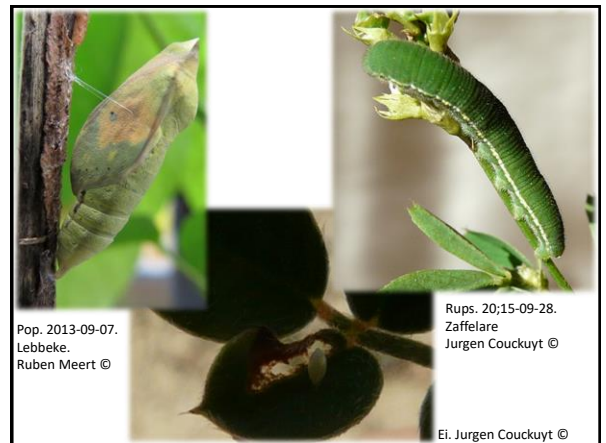 Pop. 2013-09-07.
Lebbeke.
Ruben Meert ©
Rups. 20;15-09-28.
Zaffelare
Jurgen Couckuyt ©
Ei. Jurgen Couckuyt ©